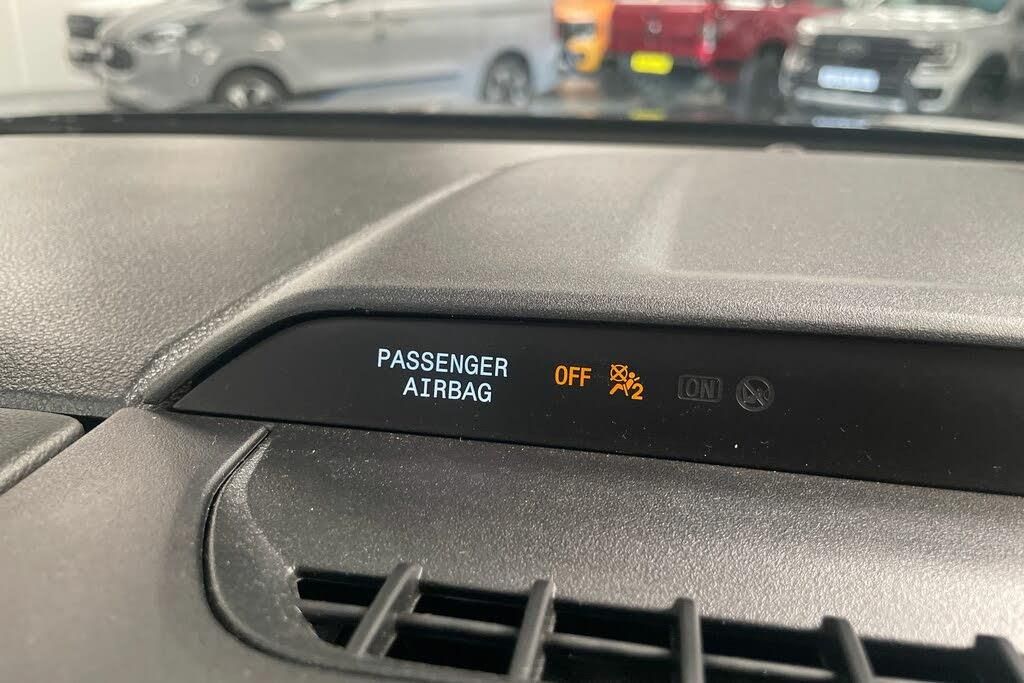 PASSENGER
AIRBAG
OFF 2
ON